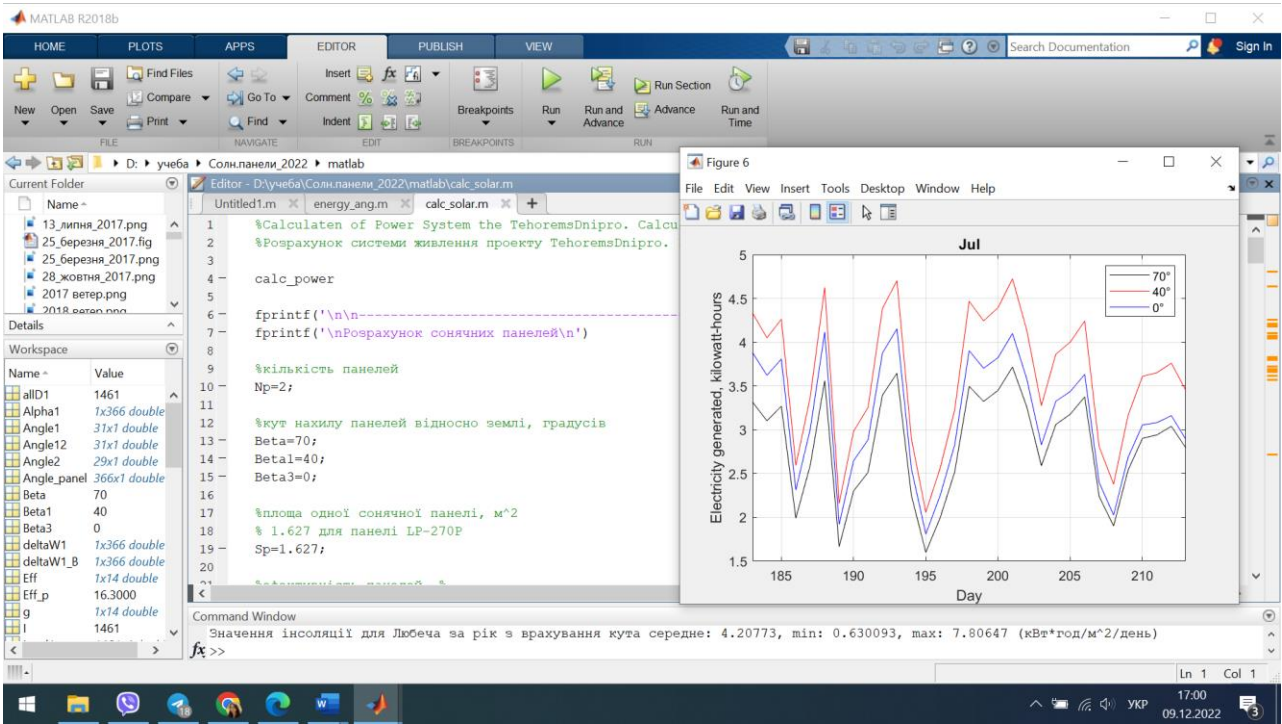 MATLAB R2018b
HOME PLOTS APPS EDITOR PUBLISH VIEW
Search Documentation
Sign In
New Open Save
Find Files
Compare
Print
Go To
Find
Insert fx
Comment
Indent
Breakpoints
Run
Run and Advance
Run Section
Advance
Run and Time
FILE NAVIGATE EDIT BREAKPOINTS RUN
D: учеба Солн.панели_2022 matlab
Current Folder
Name
13_липня_2017.png
25_березня_2017.fig
25_березня_2017.png
28_жовтня_2017.png
2017 ветер.png
2018 ветер.png
Details
Workspace
Name Value
allD1 1461
Alpha1 1x366 double
Angle1 31x1 double
Angle12 31x1 double
Angle2 29x1 double
Angle_panel 366x1 double
Beta 70
Beta1 40
Beta3 0
deltaW1 1x366 double
deltaW1_B 1x366 double
Eff 1x14 double
Eff_p 16.3000
g 1x14 double
I 1461
Editor - D:\учеба\Солн.панели_2022\matlab\calc_solar.m
Untitled1.m energy_ang.m calc_solar.m
1 %Calculaten of Power System the TehoremsDnipro. Calcu
2 %Розрахунок системи живлення проекту TehoremsDnipro.
3
4 calc_power
5
6 fprintf('\n\n----------------------------------------
7 fprintf('\nРозрахунок сонячних панелей\n')
8
9 %кількість панелей
10 Np=2;
11
12 %кут нахилу панелей відносно землі, градусів
13 Beta=70;
14 Beta1=40;
15 Beta3=0;
16
17 %площа одної сонячної панелі, м^2
18 % 1.627 для панелі LP-270P
19 Sp=1.627;
20
Command Window
Значення інсоляції для Любеча за рік з врахування кута середне: 4.20773, min: 0.630093, max: 7.80647 (кВт*год/м^2/день)
fx >>
Figure 6
File Edit View Insert Tools Desktop Window Help
Jul
70°
40°
0°
Electricity generated, kilowatt-hours
5
4.5
4
3.5
3
2.5
2
1.5
185 190 195 200 205 210
Day
Ln 1 Col 1
18
УКР
17:00
09.12.2022
3